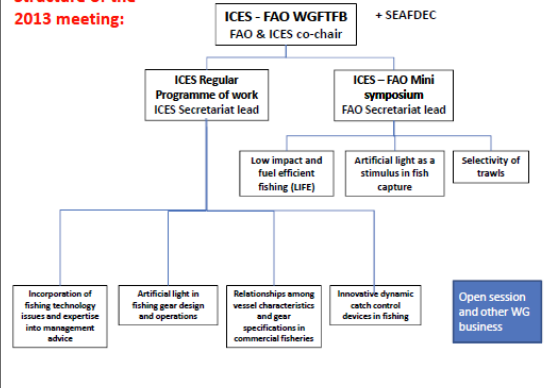 Structure of the
2013 meeting:
ICES - FAO WGFTFB
FAO & ICES co-chair
+ SEAFDEC
ICES Regular
Programme of work
ICES Secretariat lead
ICES – FAO Mini
symposium
FAO Secretariat lead
Low impact and
fuel efficient
fishing (LIFE)
Artificial light as a
stimulus in fish
capture
Selectivity of
trawls
Incorporation of
fishing technology
issues and expertise
into management
advice
Artificial light in
fishing gear design
and operations
Relationships among
vessel characteristics
and gear
specifications in
commercial fisheries
Innovative dynamic
catch control
devices in fishing
Open session
and other WG
business